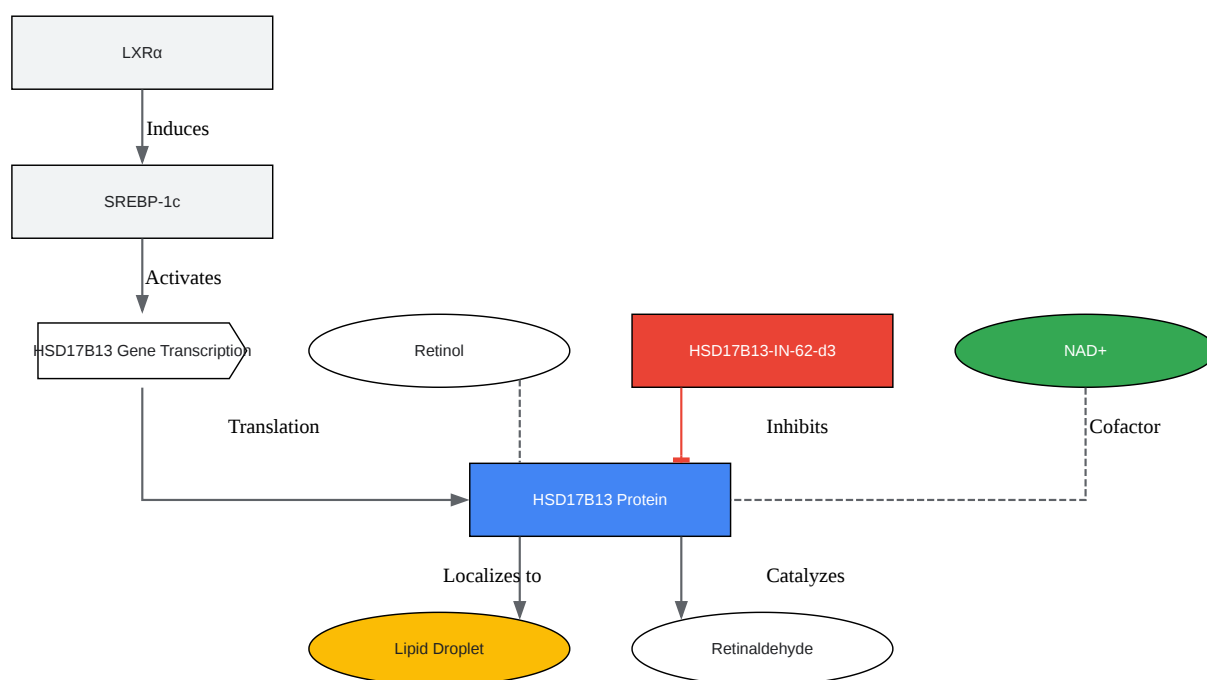 LXRα
Induces
SREBP-1c
Activates
HSD17B13 Gene Transcription
Retinol
HSD17B13-IN-62-d3
NAD+
Translation
Inhibits
Cofactor
HSD17B13 Protein
Localizes to
Catalyzes
Lipid Droplet
Retinaldehyde